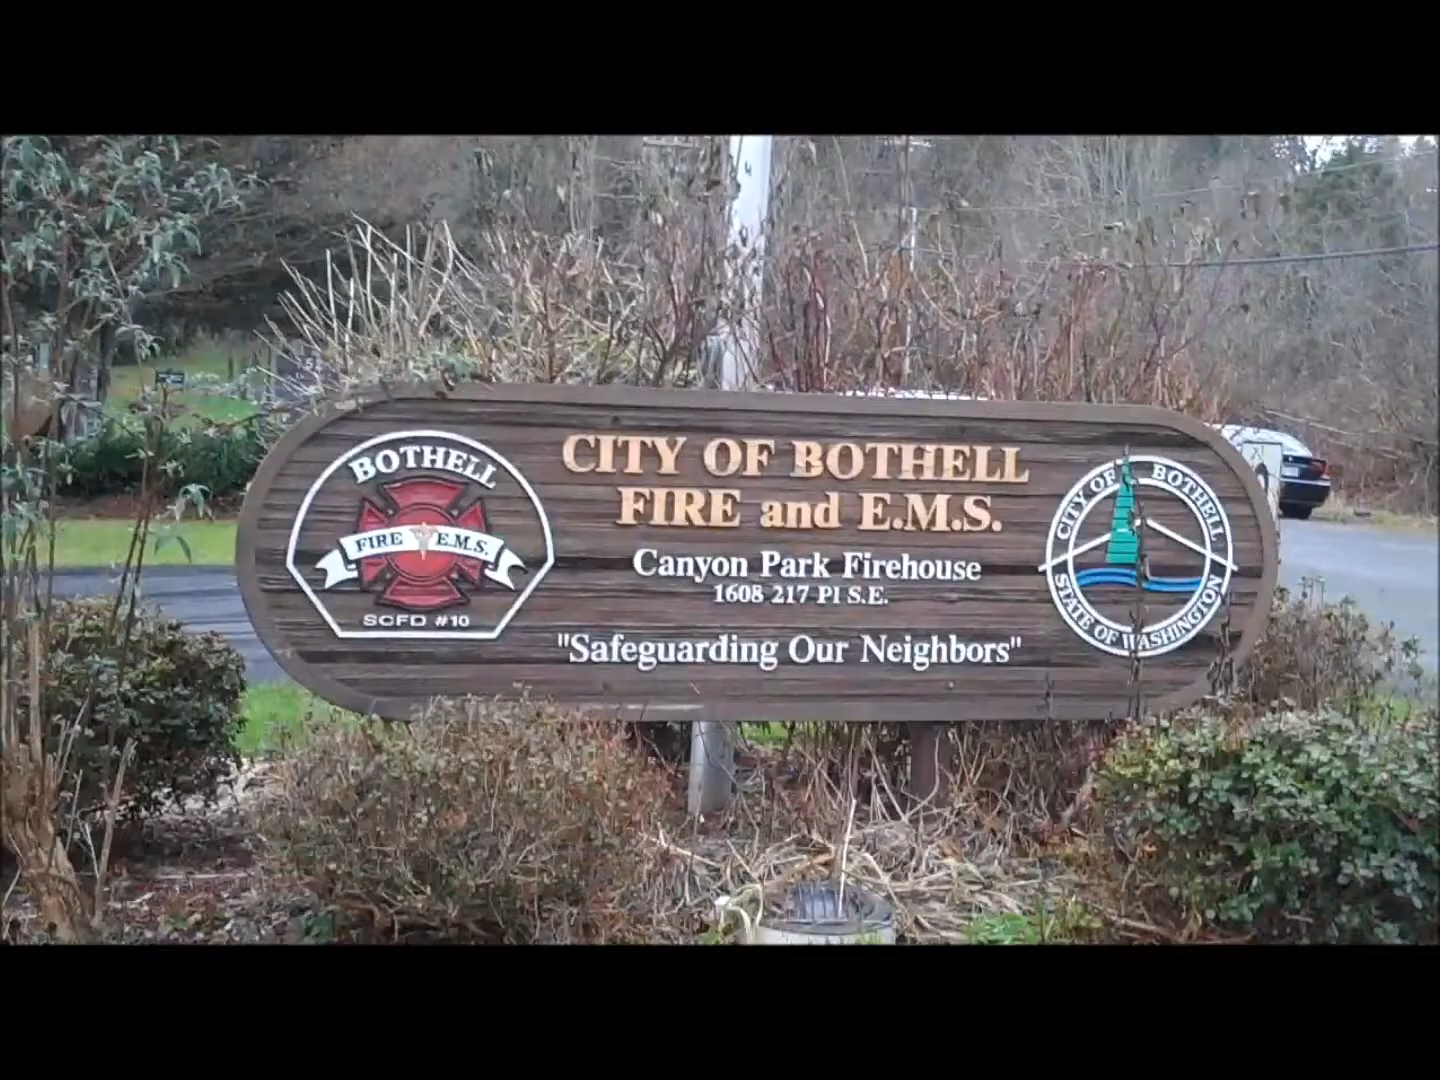 BOTHELL
FIRE E.M.S.
SCFD #10
CITY OF BOTHELL
FIRE and E.M.S.
Canyon Park Firehouse
1608 217 Pl S.E.
"Safeguarding Our Neighbors"
CITY OF BOTHELL
STATE OF WASHINGTON